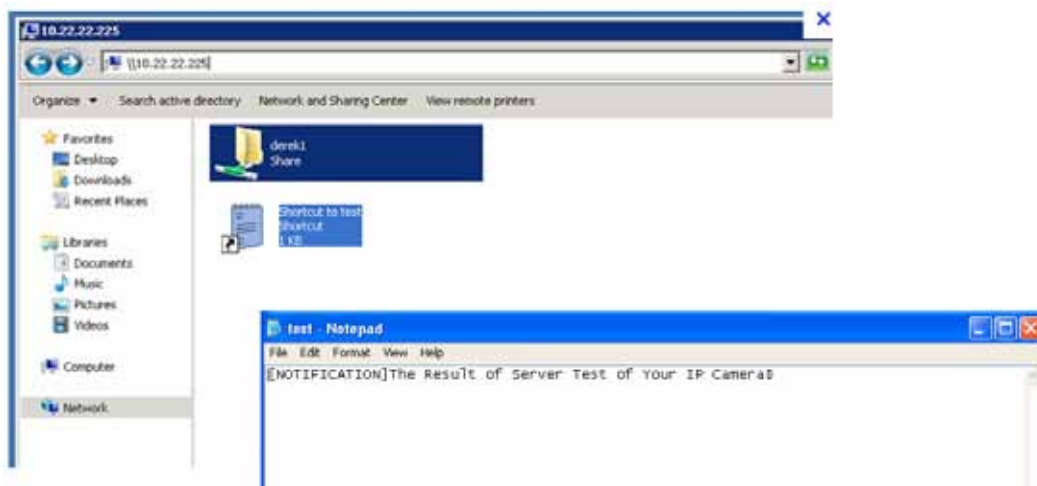 10.22.22.225
\\10.22.22.225
Organize Search active directory Network and Sharing Center View remote printers
Favorites
Desktop
Downloads
Recent Places
Libraries
Documents
Music
Pictures
Videos
Computer
Network
derek1
Share
Shortcut to test
Shortcut
1 KB
test - Notepad
File Edit Format View Help
[NOTIFICATION]The Result of Server Test of Your IP Camera